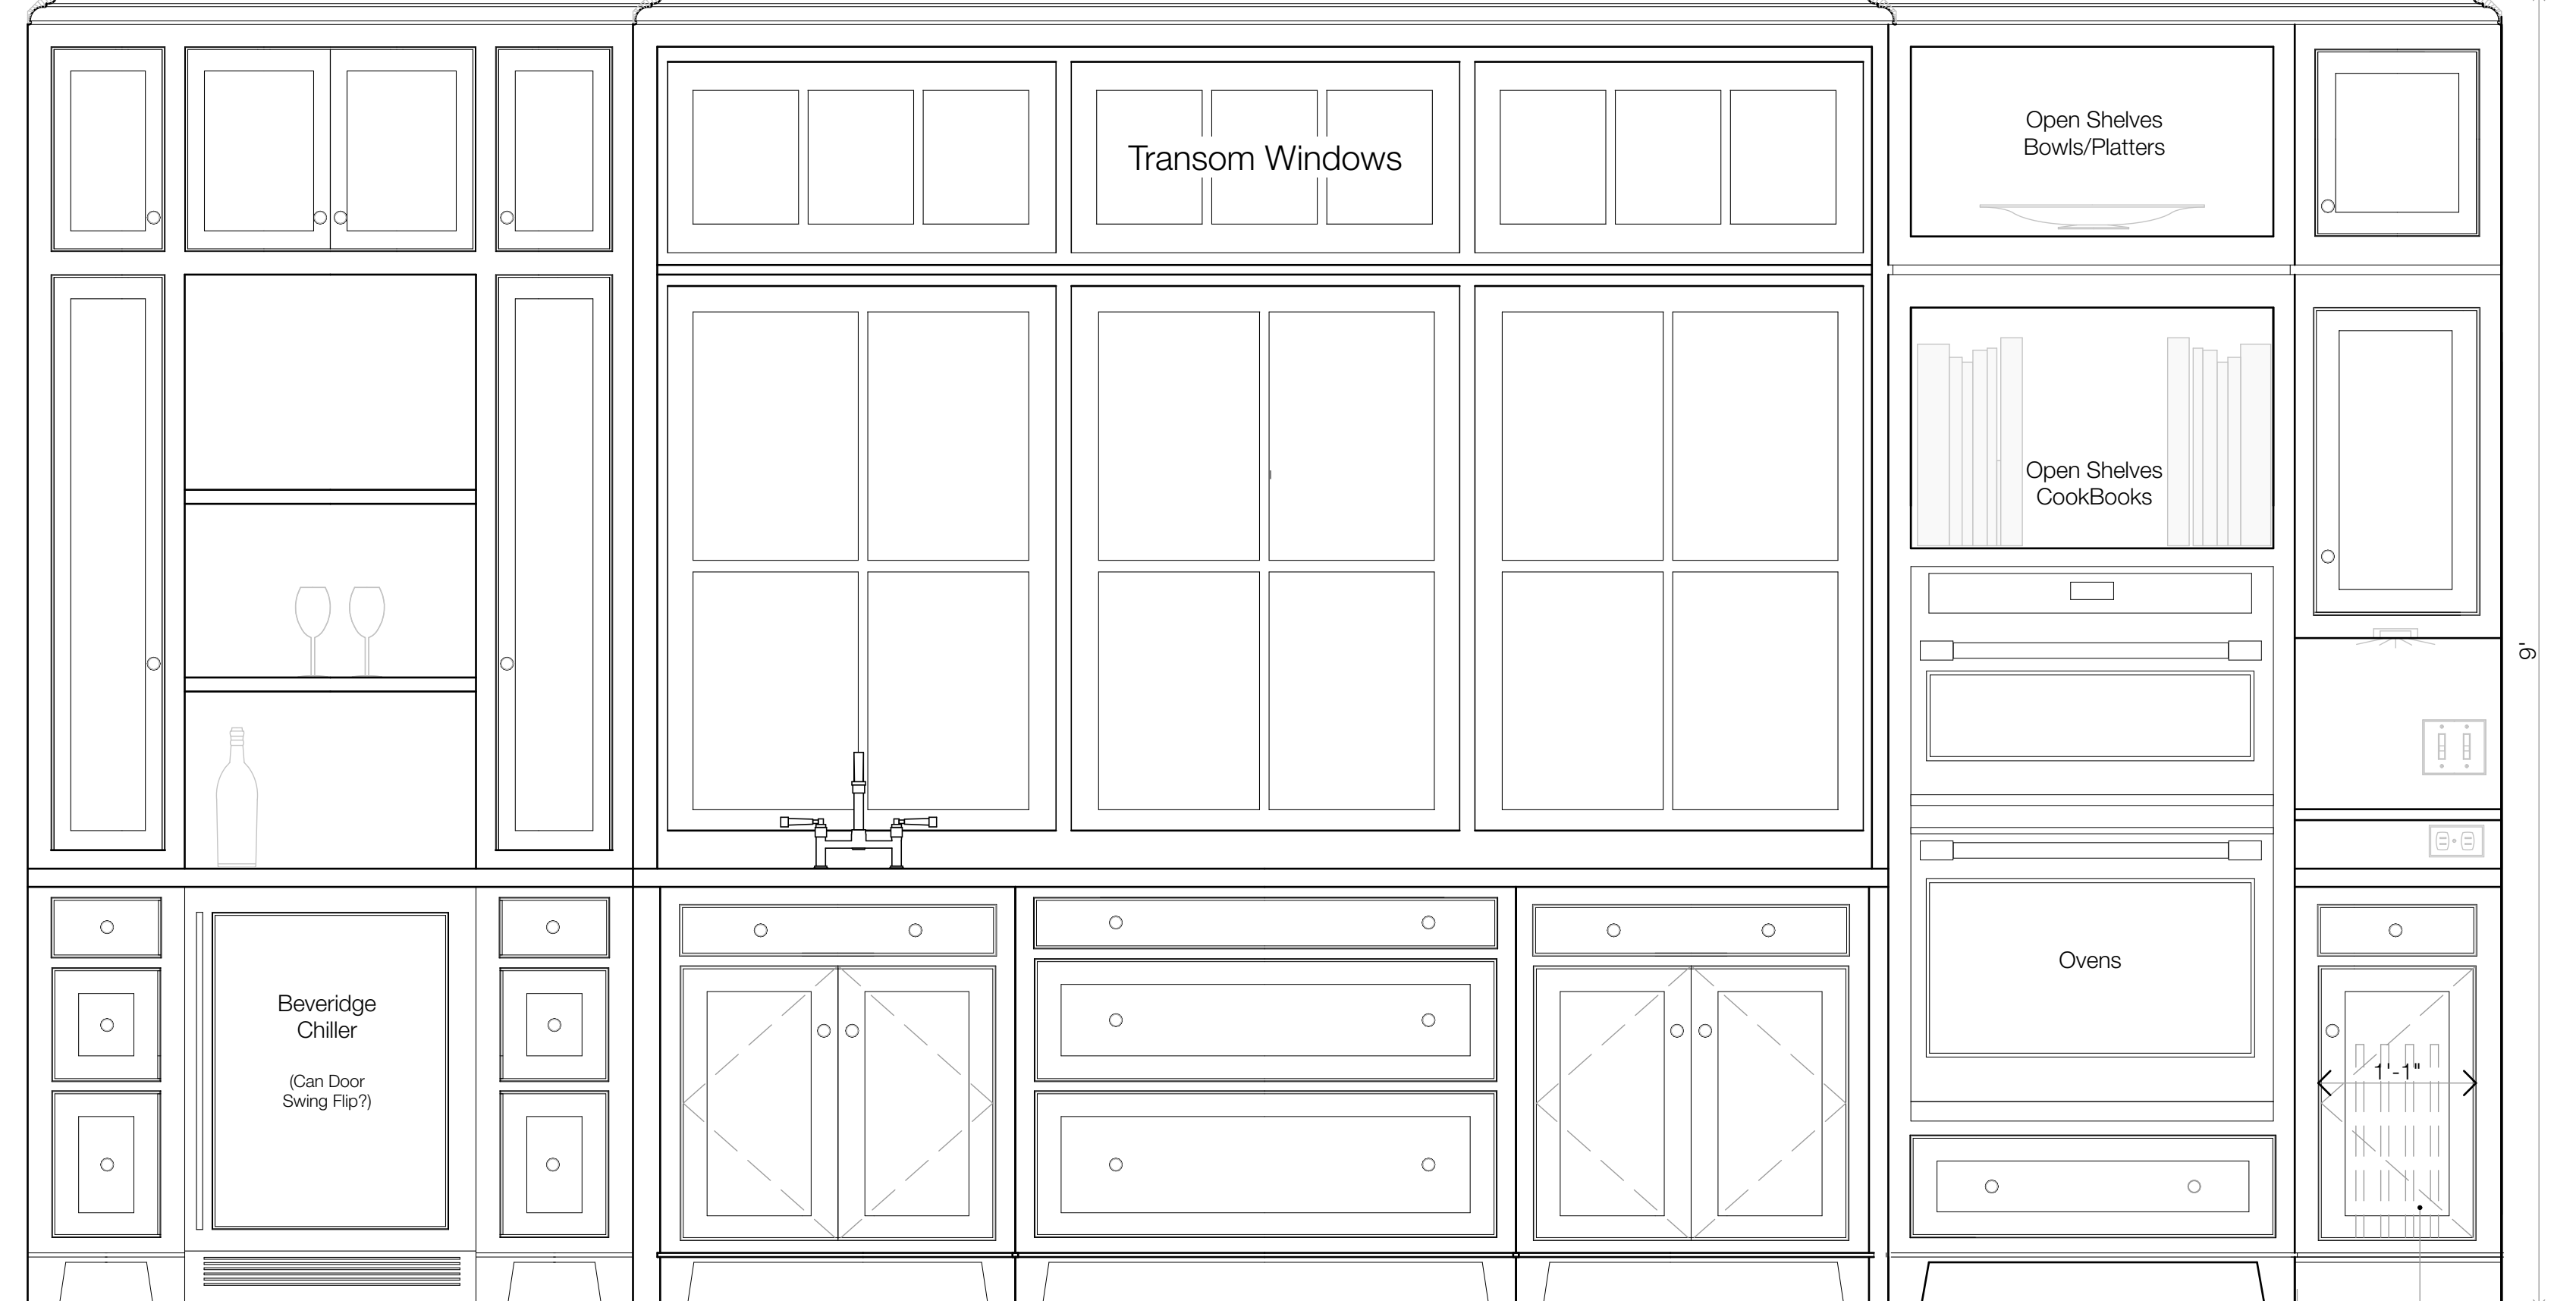 Transom Windows
Open Shelves
Bowls/Platters
Open Shelves
CookBooks
9'
Ovens
Beveridge
Chiller
(Can Door
Swing Flip?)
1'-1"